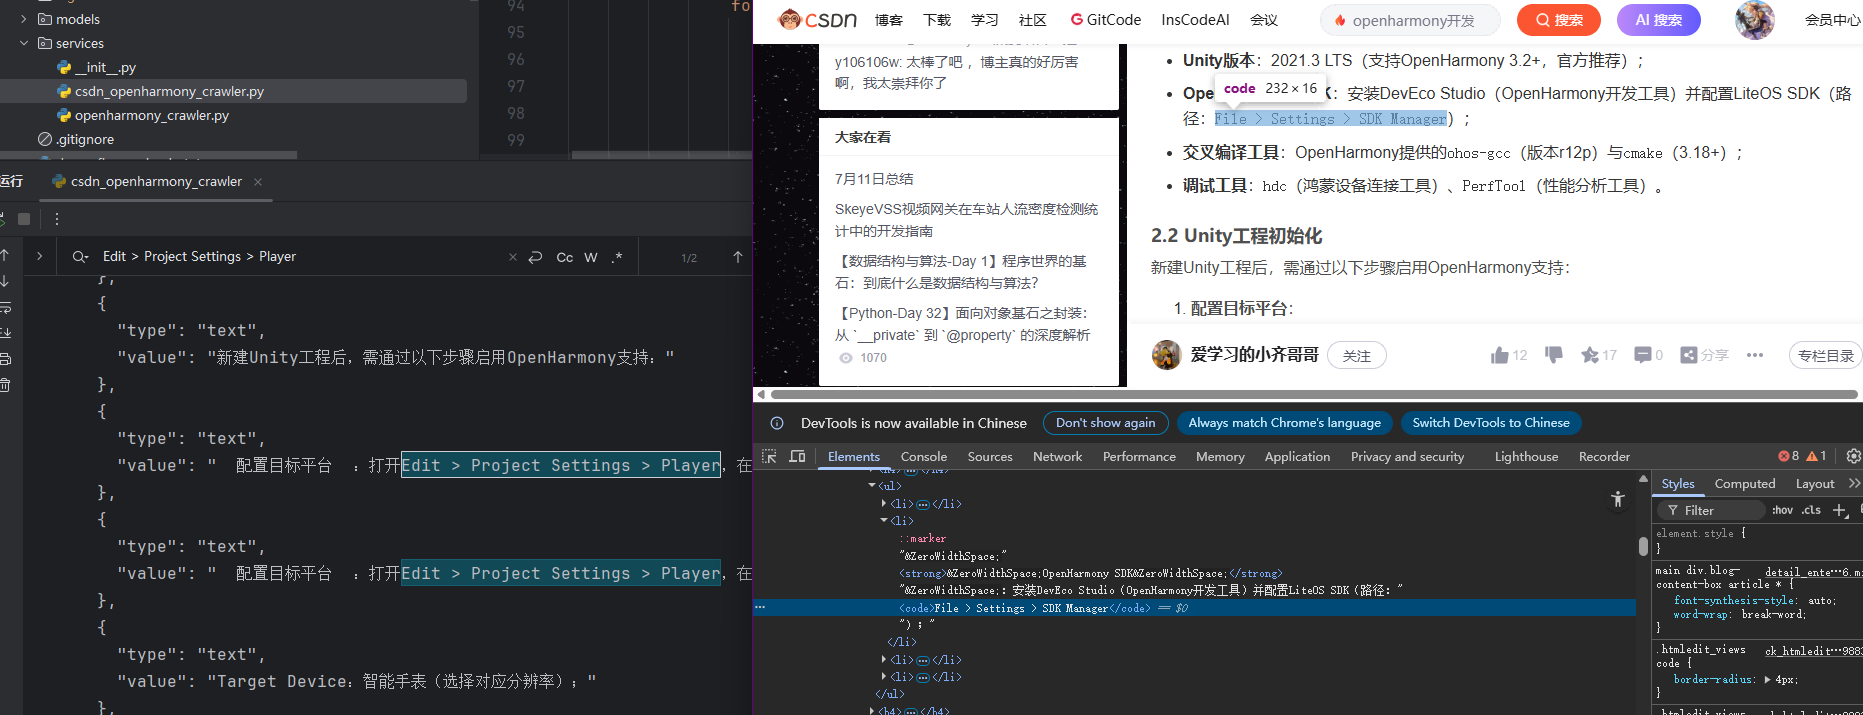 models
services
__init__.py
csdn_openharmony_crawler.py
openharmony_crawler.py
.gitignore
94
95
96
97
98
99
fo
运行
csdn_openharmony_crawler
Edit > Project Settings > Player
Cc W .*
1/2
},
{
"type": "text",
"value": "新建Unity工程后，需通过以下步骤启用OpenHarmony支持："
},
{
"type": "text",
"value": "  配置目标平台  ：打开Edit > Project Settings > Player，在
},
{
"type": "text",
"value": "  配置目标平台  ：打开Edit > Project Settings > Player，在
},
{
"type": "text",
"value": "Target Device：智能手表（选择对应分辨率）；"
},
CSDN 博客 下载 学习 社区 GitCode InsCodeAI 会议 openharmony开发 搜索 AI 搜索 会员中心
y106106w: 太棒了吧 ，博主真的好厉害
啊，我太崇拜你了
大家在看
7月11日总结
SkeyeVSS视频网关在车站人流密度检测统
计中的开发指南
【数据结构与算法-Day 1】程序世界的基
石：到底什么是数据结构与算法？
【Python-Day 32】面向对象基石之封装：
从 `__private` 到 `@property` 的深度解析
1070
Unity版本：2021.3 LTS（支持OpenHarmony 3.2+，官方推荐）；
code 232 × 16
Ope
K：安装DevEco Studio（OpenHarmony开发工具）并配置LiteOS SDK（路
径：File > Settings > SDK Manager）；
交叉编译工具：OpenHarmony提供的ohos-gcc（版本r12p）与cmake（3.18+）；
调试工具：hdc（鸿蒙设备连接工具）、PerfTool（性能分析工具）。
2.2 Unity工程初始化
新建Unity工程后，需通过以下步骤启用OpenHarmony支持：
1. 配置目标平台：
爱学习的小齐哥哥 关注 12 17 0 分享 专栏目录
DevTools is now available in Chinese Don't show again Always match Chrome's language Switch DevTools to Chinese
Elements Console Sources Network Performance Memory Application Privacy and security Lighthouse Recorder 8 1
<ul>
<li>…</li>
<li>
::marker
"&ZeroWidthSpace;"
<strong>&ZeroWidthSpace;OpenHarmony SDK&ZeroWidthSpace;</strong>
"&ZeroWidthSpace;：安装DevEco Studio（OpenHarmony开发工具）并配置LiteOS SDK（路径："
<code>File > Settings > SDK Manager</code> == $0
"）；"
</li>
<li>…</li>
<li>…</li>
</ul>
<h4>…</h4>
Styles Computed Layout
Filter :hov .cls
element.style {
}
main div.blog-
content-box article * {
detail_ente…6.m
font-synthesis-style: auto;
word-wrap: break-word;
}
.htmledit_views
code {
ck_htmledit…988
border-radius: 4px;
}